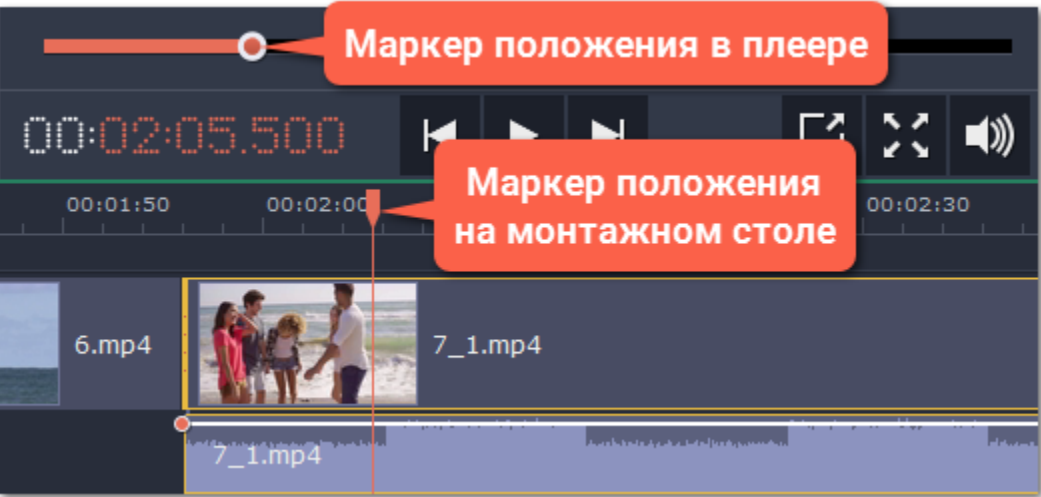 Маркер положения в плеере
00:02:05.500
Маркер положения
на монтажном столе
00:01:50
00:02:00
00:02:30
6.mp4
7_1.mp4
7_1.mp4